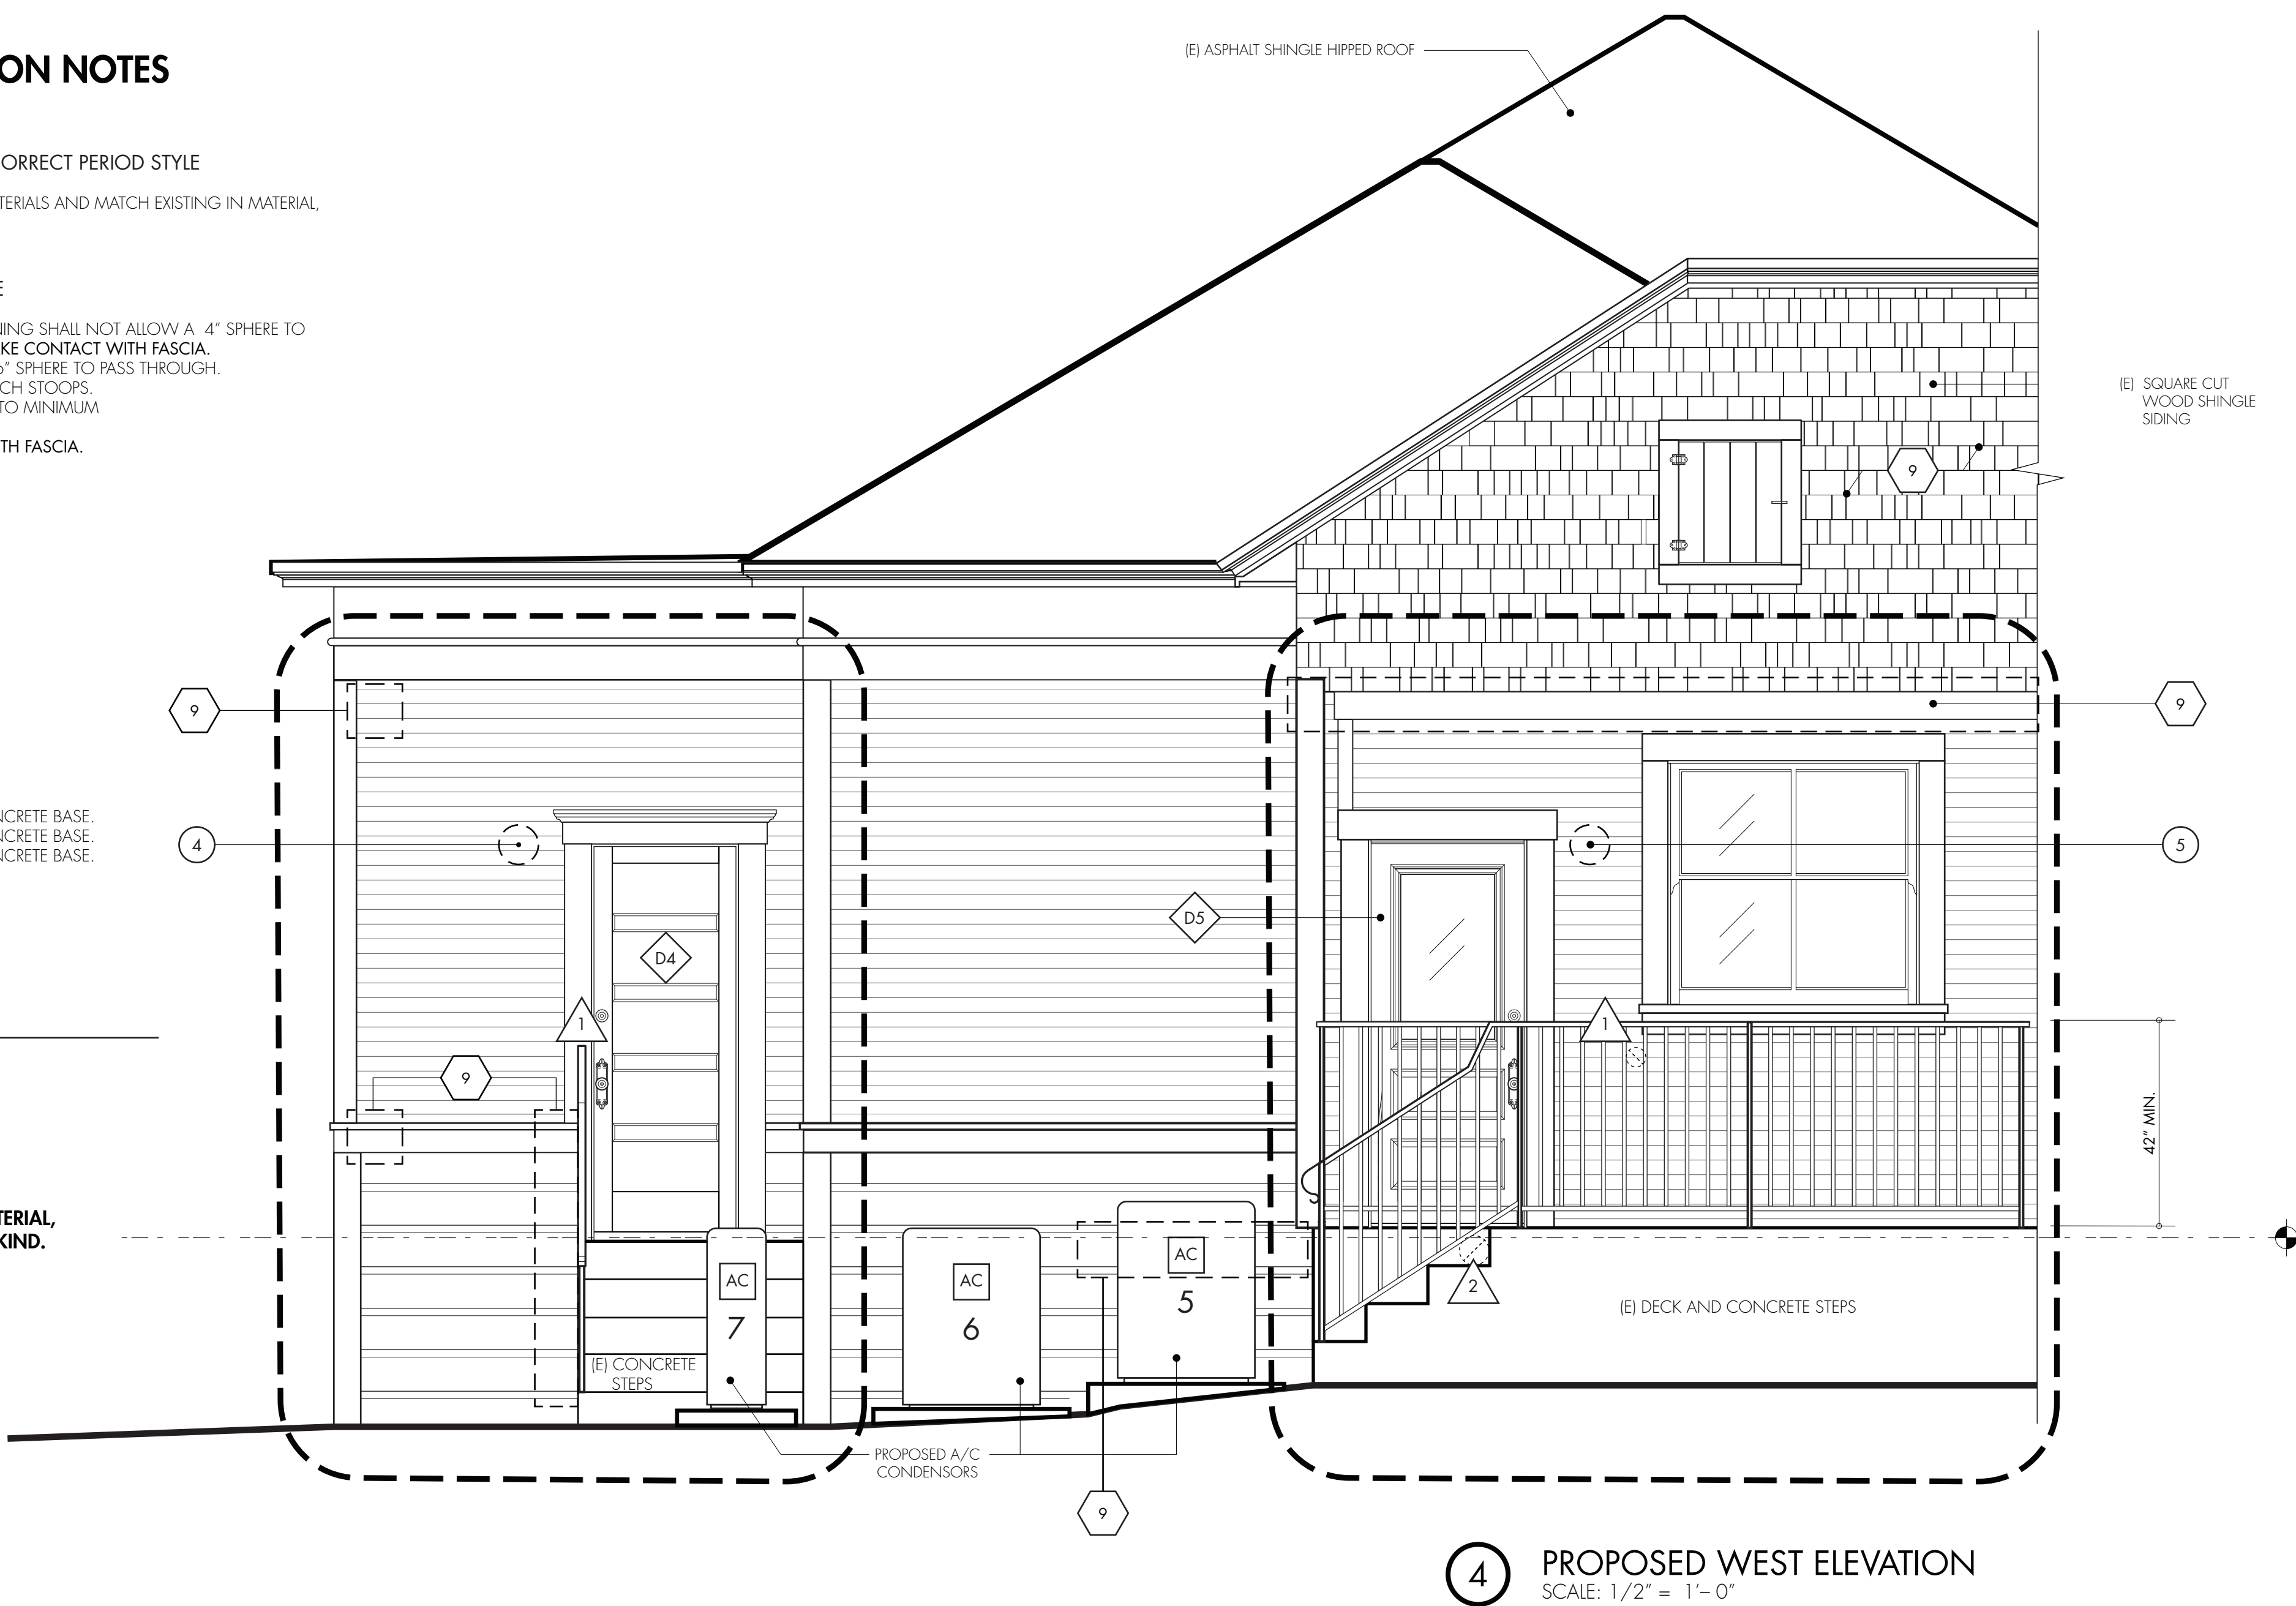 ON NOTES
ORRECT PERIOD STYLE
TERIALS AND MATCH EXISTING IN MATERIAL,
E
NING SHALL NOT ALLOW A 4" SPHERE TO
KE CONTACT WITH FASCIA.
6" SPHERE TO PASS THROUGH.
CH STOOPS.
TO MINIMUM
TH FASCIA.
NCRETE BASE.
NCRETE BASE.
NCRETE BASE.
TERIAL,
KIND.
(E) ASPHALT SHINGLE HIPPED ROOF
(E) SQUARE CUT
WOOD SHINGLE
SIDING
9
9
9
4
5
D5
D4
1
1
9
42" MIN.
AC
7
AC
6
AC
5
2
(E) DECK AND CONCRETE STEPS
(E) CONCRETE
STEPS
PROPOSED A/C
CONDENSORS
9
4
PROPOSED WEST ELEVATION
SCALE: 1/2" = 1'– 0"